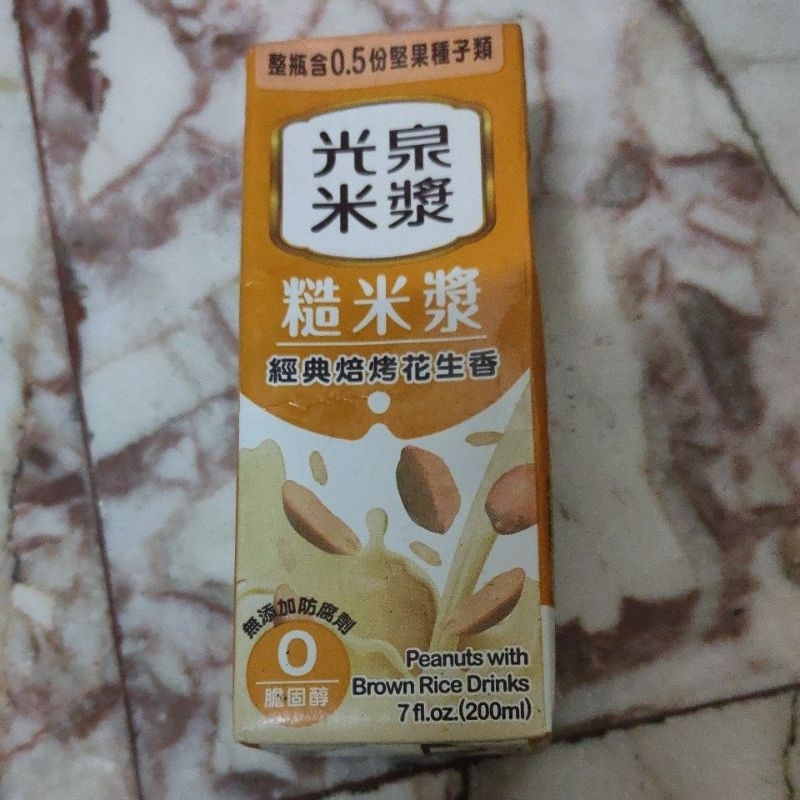 整瓶含0.5份堅果種子類
光泉
米漿
糙米漿
經典焙烤花生香
無添加防腐劑
0
膽固醇
Peanuts with
Brown Rice Drinks
7 fl.oz.(200ml)